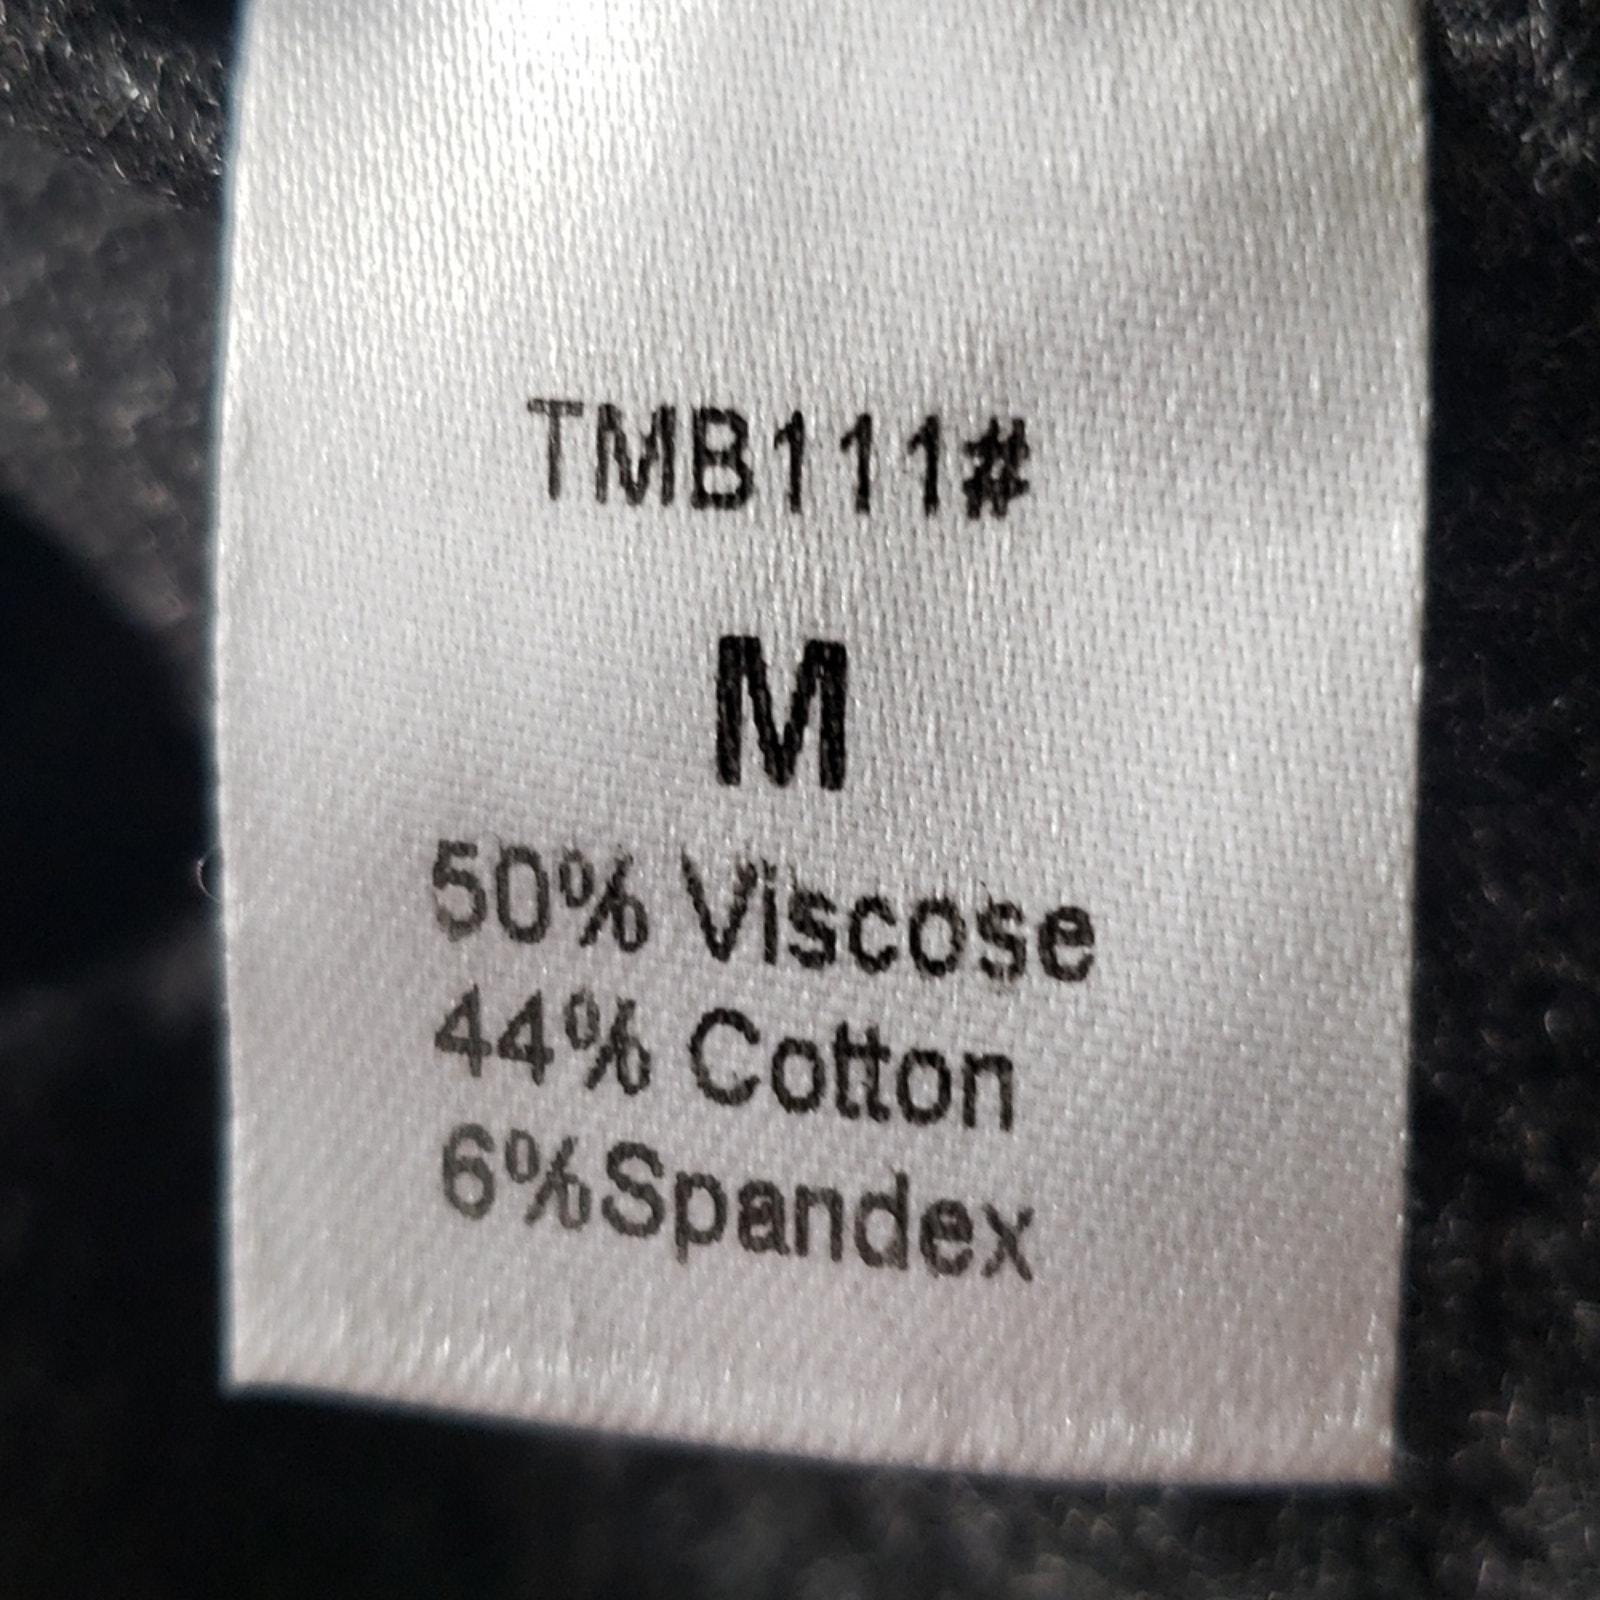 TMB111#
M
50% Viscose
44% Cotton
6%Spandex